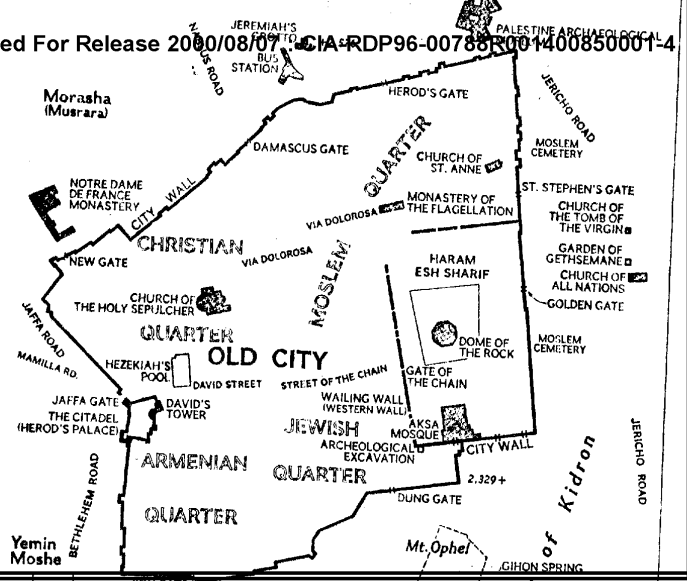 JEREMIAH'S
GROTTO
PALESTINE ARCHAEOLOGICAL
ed For Release 2000/08/07 : CIA-RDP96-00788R001400850001-4
BUS
STATION
NABLUS ROAD
Morasha
(Musrara)
HEROD'S GATE
JERICHO ROAD
DAMASCUS GATE
QUARTER
CHURCH OF
ST. ANNE
MOSLEM
CEMETERY
NOTRE DAME
DE FRANCE
MONASTERY
CITY WALL
ST. STEPHEN'S GATE
MONASTERY OF
THE FLAGELLATION
VIA DOLOROSA
CHURCH OF
THE TOMB OF
THE VIRGIN
CHRISTIAN
VIA DOLOROSA
NEW GATE
MOSLEM
HARAM
ESH SHARIF
GARDEN OF
GETHSEMANE
CHURCH OF
ALL NATIONS
CHURCH OF
THE HOLY SEPULCHER
GOLDEN GATE
JAFFA ROAD
QUARTER
DOME OF
THE ROCK
MOSLEM
CEMETERY
MAMILLA RD.
OLD CITY
HEZEKIAH'S
POOL
DAVID STREET
STREET OF THE CHAIN
GATE OF
THE CHAIN
JAFFA GATE
DAVID'S
TOWER
WAILING WALL
(WESTERN WALL)
THE CITADEL
(HEROD'S PALACE)
JEWISH
AKSA
MOSQUE
CITY WALL
ARCHEOLOGICAL
EXCAVATION
ARMENIAN
QUARTER
2,329+
JERICHO ROAD
BETHLEHEM ROAD
DUNG GATE
QUARTER
of Kidron
Yemin
Moshe
Mt. Ophel
GIHON SPRING